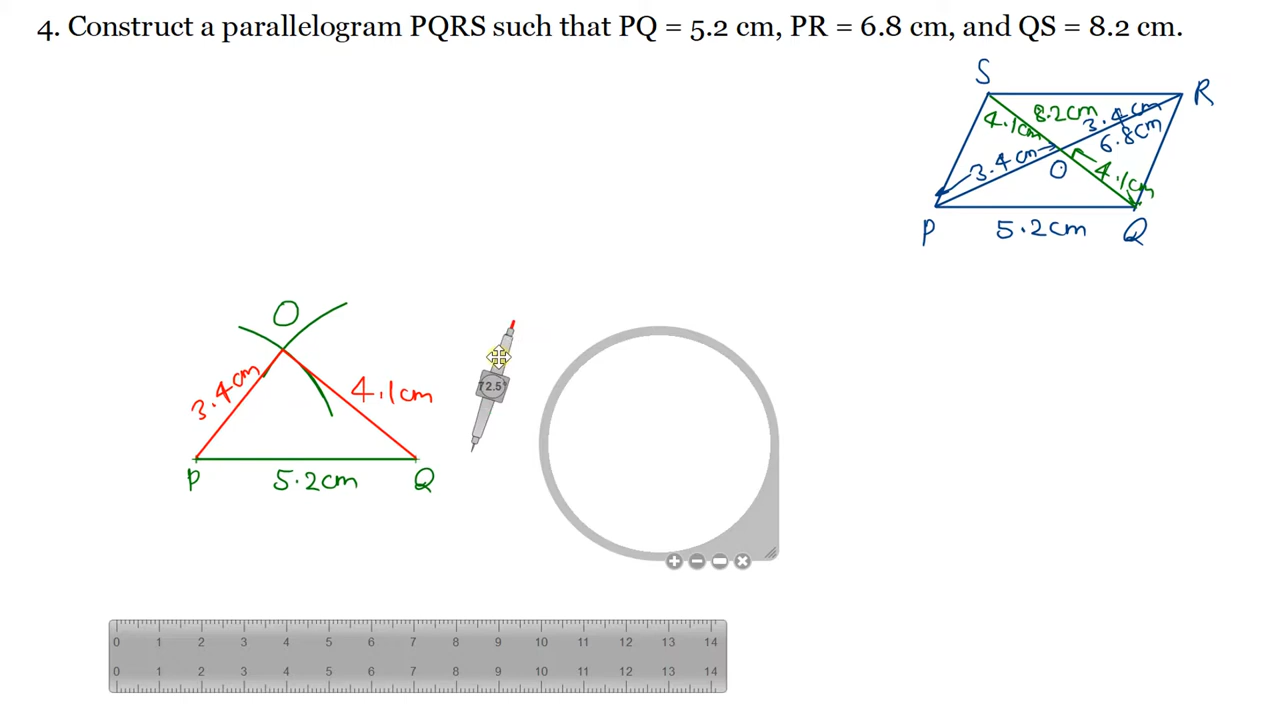 4. Construct a parallelogram PQRS such that PQ = 5.2 cm, PR = 6.8 cm, and QS = 8.2 cm.
S
R
8.2cm
3.4cm
4.1cm
6.8cm
3.4cm
O
4.1cm
P
5.2cm
Q
O
3.4cm
4.1cm
72.5°
P
5.2cm
Q
0 1 2 3 4 5 6 7 8 9 10 11 12 13 14
0 1 2 3 4 5 6 7 8 9 10 11 12 13 14